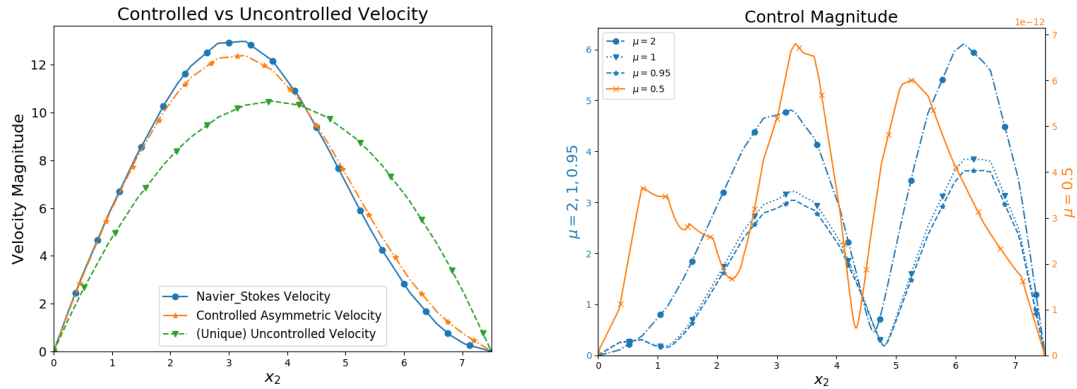 Controlled vs Uncontrolled Velocity
Velocity Magnitude
12
10
8
6
4
2
0
0 1 2 3 4 5 6 7
x₂
Navier_Stokes Velocity
Controlled Asymmetric Velocity
(Unique) Uncontrolled Velocity
Control Magnitude
1e−12
μ = 2
μ = 1
μ = 0.95
μ = 0.5
μ = 2, 1, 0.95
6
5
4
3
2
1
0
0 1 2 3 4 5 6 7
x₂
7
6
5
4
3
2
1
0
μ = 0.5